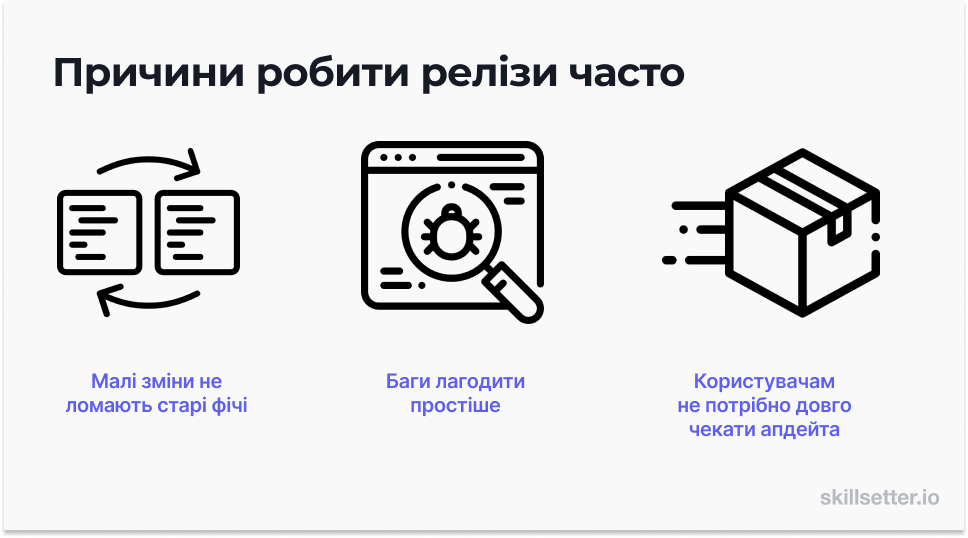 Причини робити релізи часто
Малі зміни не
ломають старі фічі
Баги лагодити
простіше
Користувачам
не потрібно довго
чекати апдейта
skillsetter.io